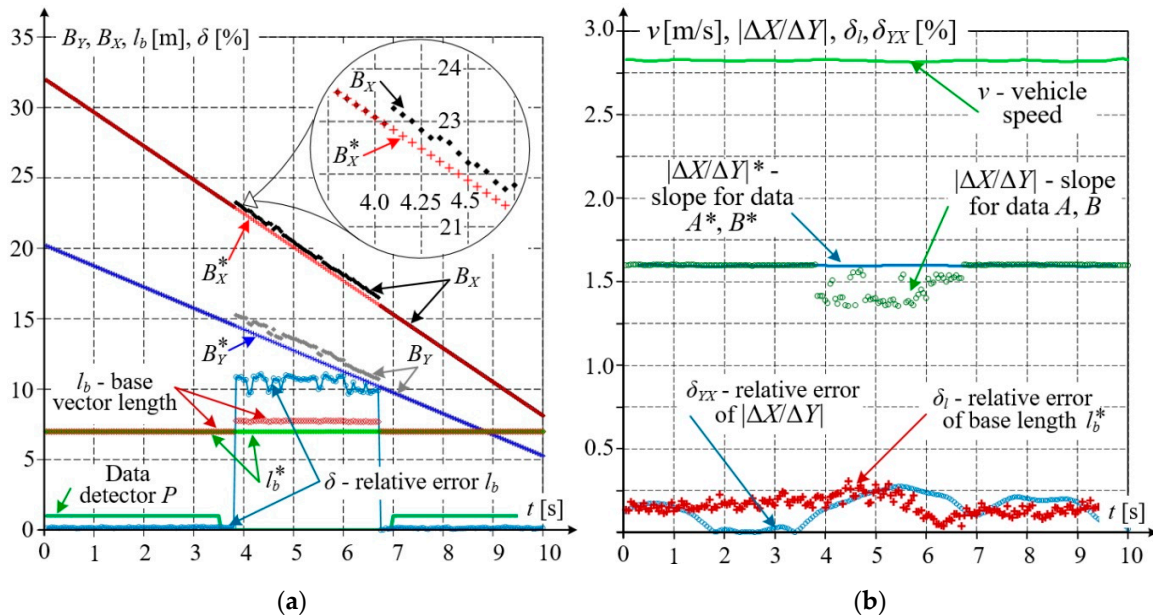 B_Y, B_X, l_b [m], δ [%]
35
30
25
20
15
10
5
0
24
23
21
4.0 4.25 4.5
B_X
B_X*
B_X*
B_X
B_Y*
B_Y
l_b - base
vector length
l_b*
δ - relative error l_b
Data
detector P
t [s]
0 1 2 3 4 5 6 7 8 9 10
(a)
v [m/s], |ΔX/ΔY|, δ_l, δ_YX [%]
3.0
2.5
2.0
1.5
1.0
0.5
v - vehicle
speed
|ΔX/ΔY|* -
slope for data
A*, B*
|ΔX/ΔY| - slope
for data A, B
δ_YX - relative error
of |ΔX/ΔY|
δ_l - relative error
of base length l_b*
t [s]
0 1 2 3 4 5 6 7 8 9 10
(b)